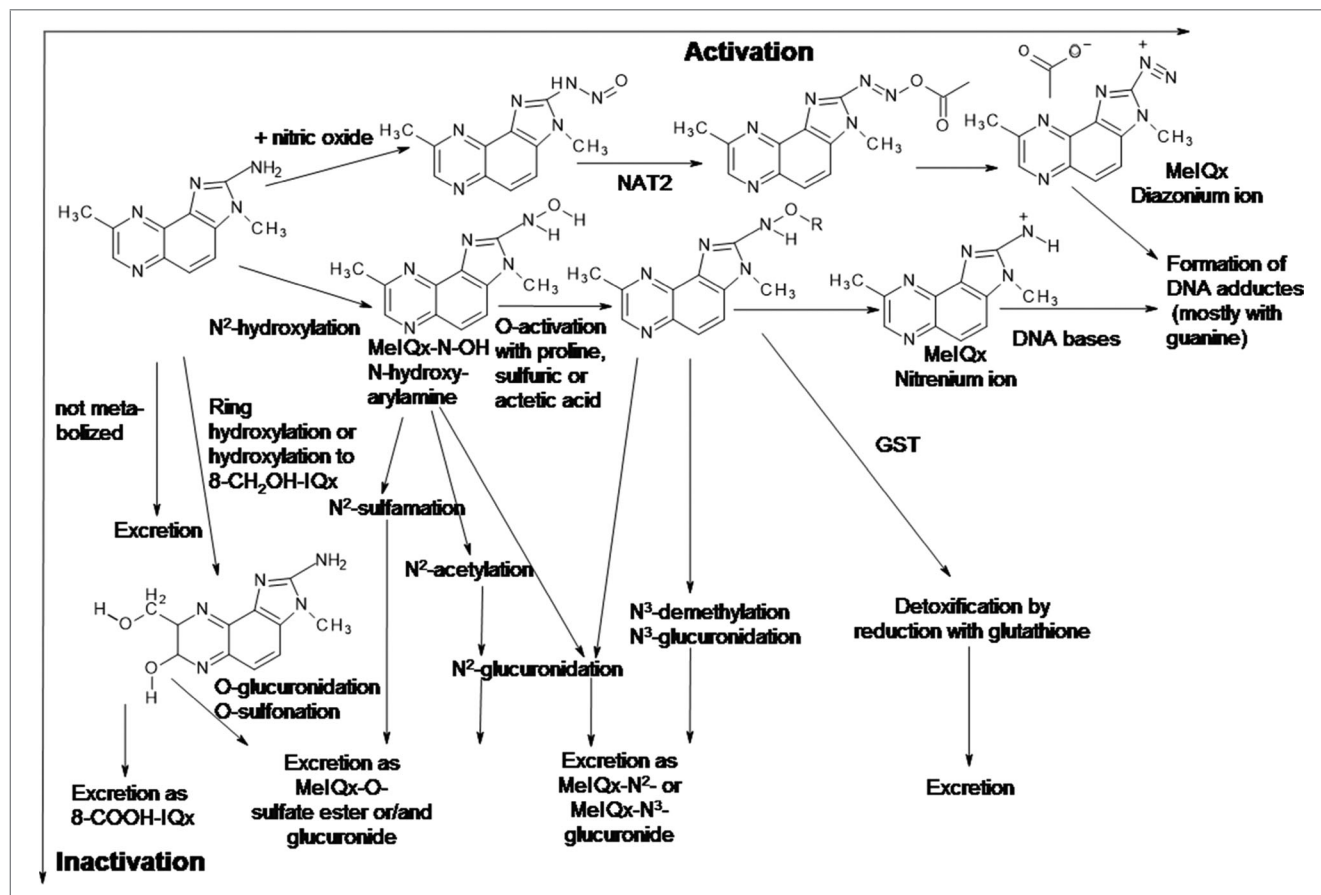 Activation
+ nitric oxide
NAT2
MeIQx
Diazonium ion
N²-hydroxylation
MeIQx-N-OH
N-hydroxy-
arylamine
O-activation
with proline,
sulfuric or
actetic acid
MeIQx
Nitrenium ion
DNA bases
Formation of
DNA adductes
(mostly with
guanine)
not meta-
bolized
Ring
hydroxylation or
hydroxylation to
8-CH₂OH-IQx
GST
Excretion
N²-sulfamation
N²-acetylation
N²-glucuronidation
N³-demethylation
N³-glucuronidation
Detoxification by
reduction with glutathione
O-glucuronidation
O-sulfonation
Excretion as
8-COOH-IQx
Excretion as
MeIQx-O-
sulfate ester or/and
glucuronide
Excretion as
MeIQx-N²- or
MeIQx-N³-
glucuronide
Excretion
Inactivation